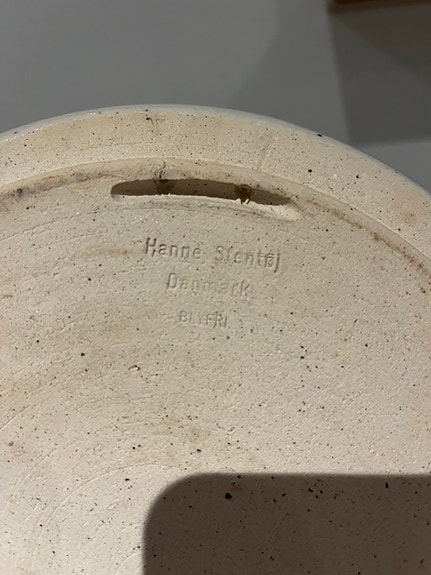 Hanne Stentøj
Danmark
BLYFRI